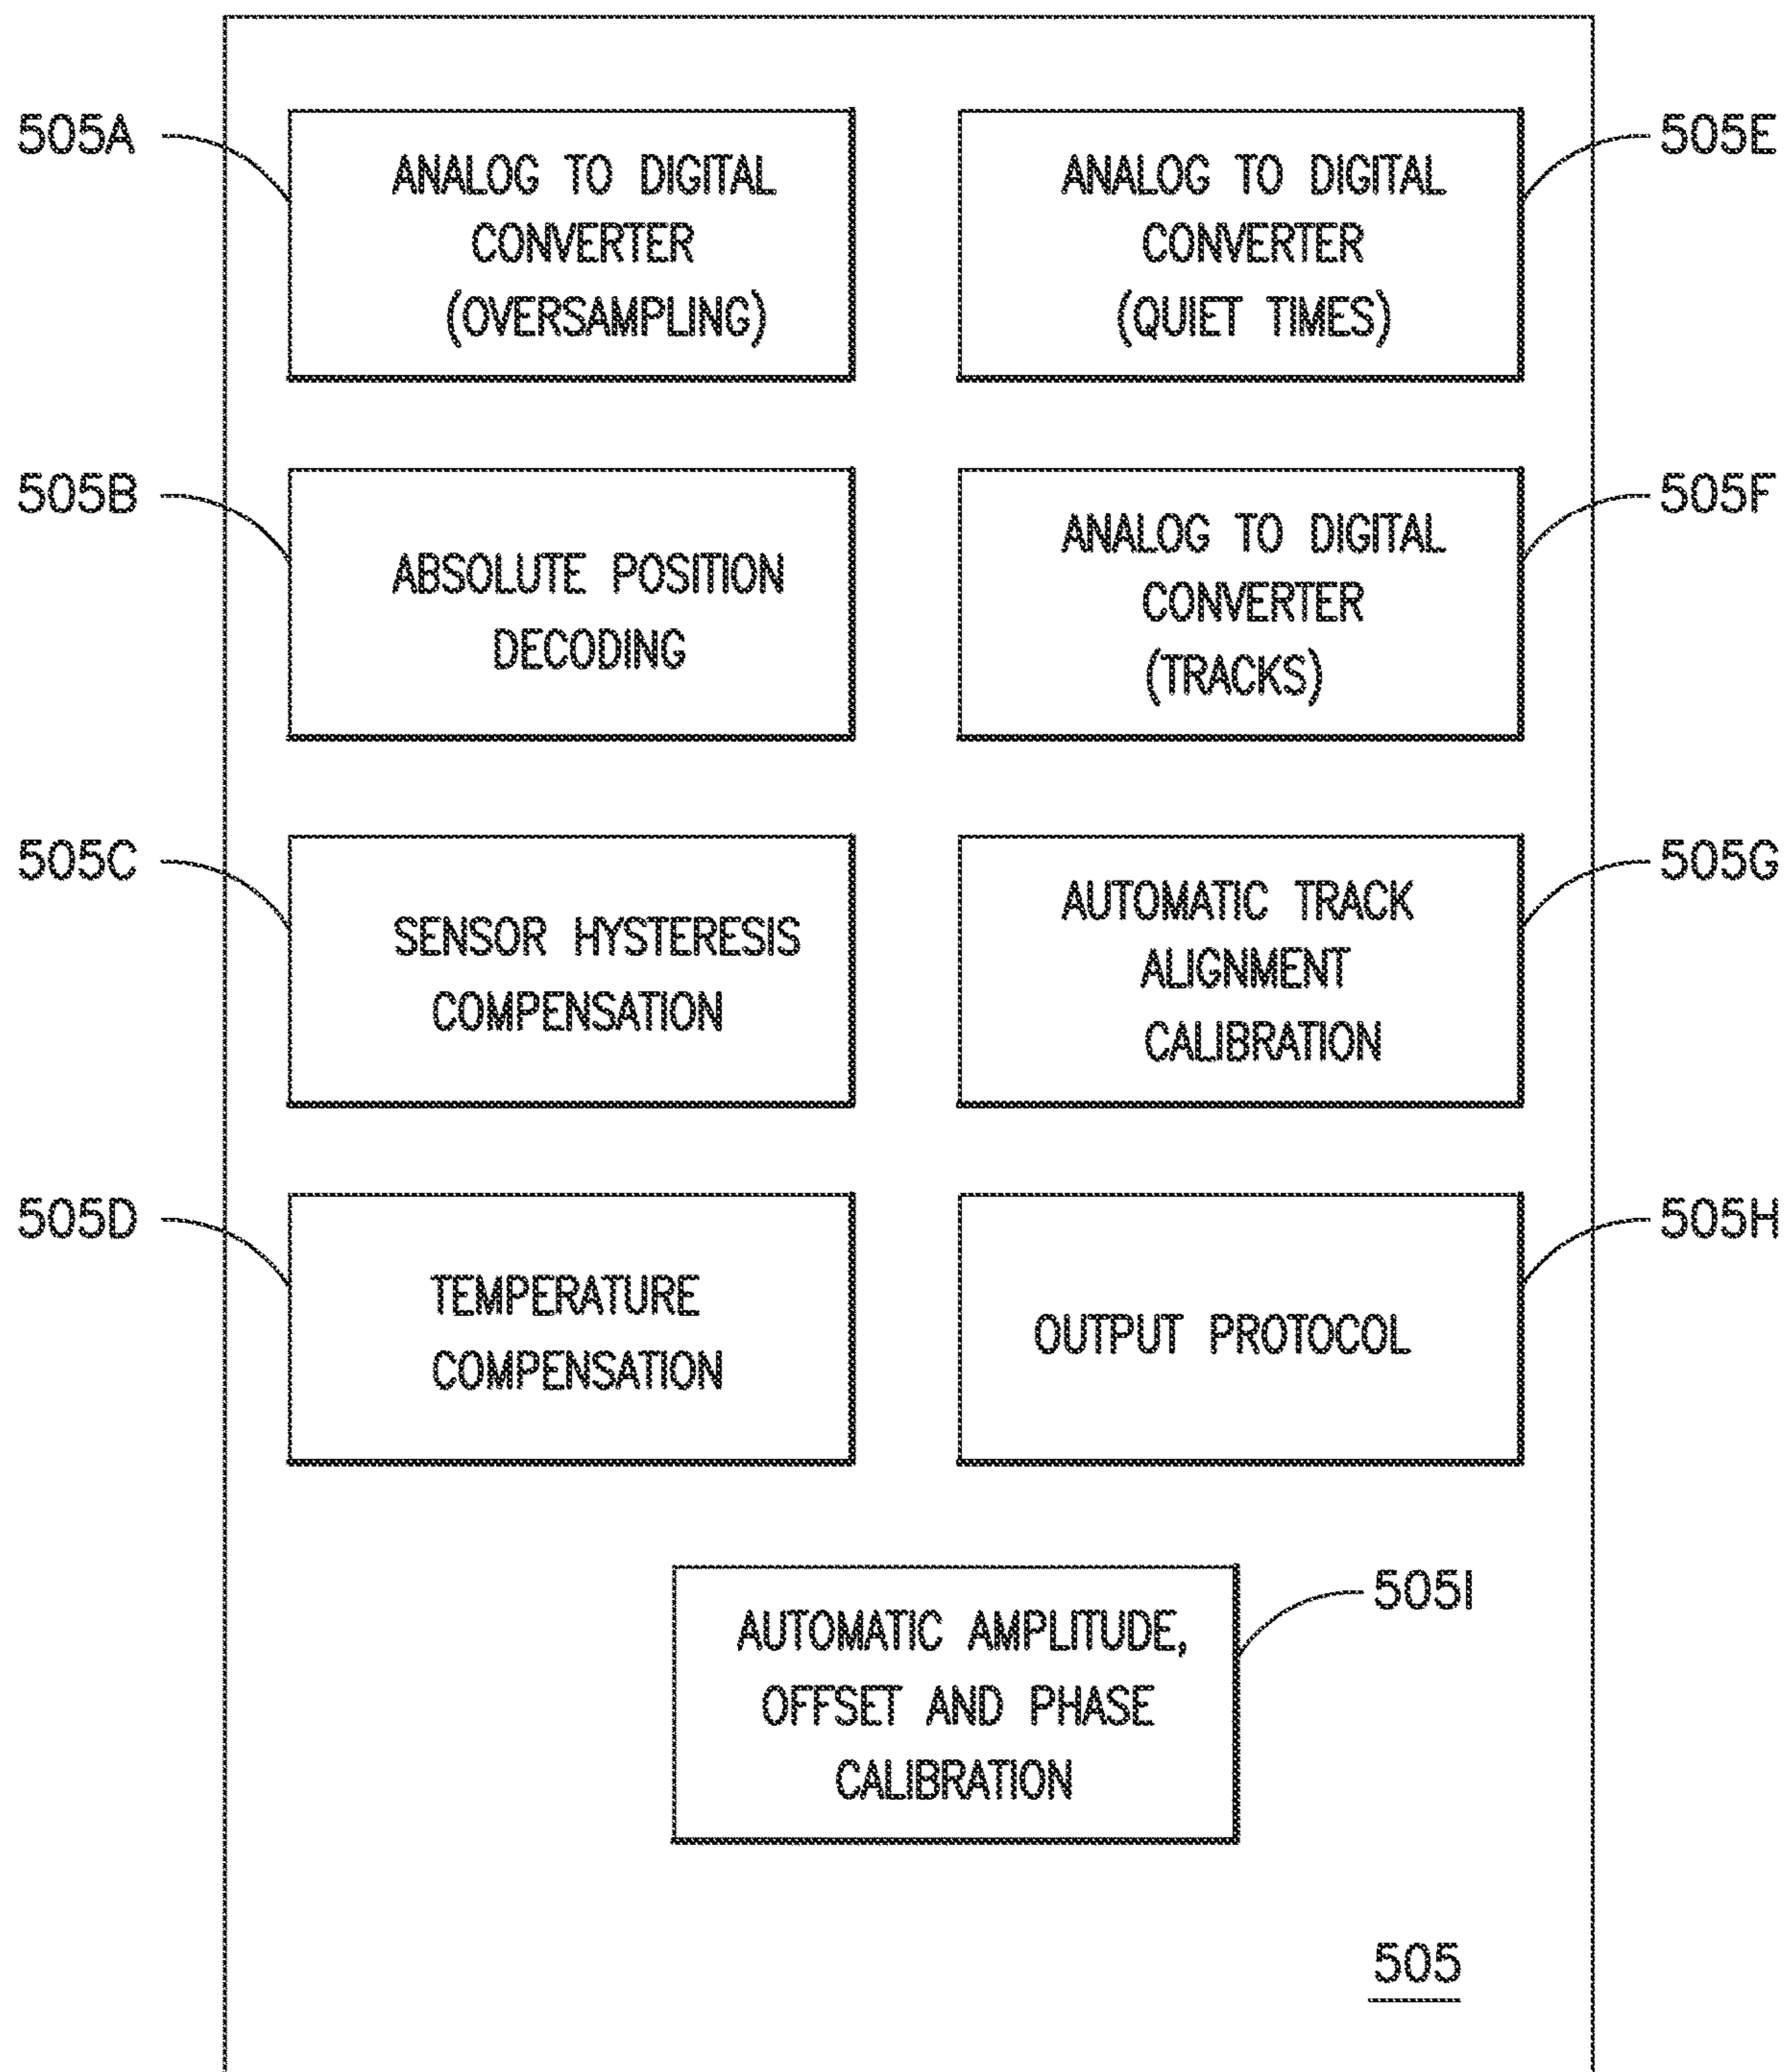 505A
ANALOG TO DIGITAL
CONVERTER
(OVERSAMPLING)
505E
ANALOG TO DIGITAL
CONVERTER
(QUIET TIMES)
505B
ABSOLUTE POSITION
DECODING
505F
ANALOG TO DIGITAL
CONVERTER
(TRACKS)
505C
SENSOR HYSTERESIS
COMPENSATION
505G
AUTOMATIC TRACK
ALIGNMENT
CALIBRATION
505D
TEMPERATURE
COMPENSATION
505H
OUTPUT PROTOCOL
505I
AUTOMATIC AMPLITUDE,
OFFSET AND PHASE
CALIBRATION
505